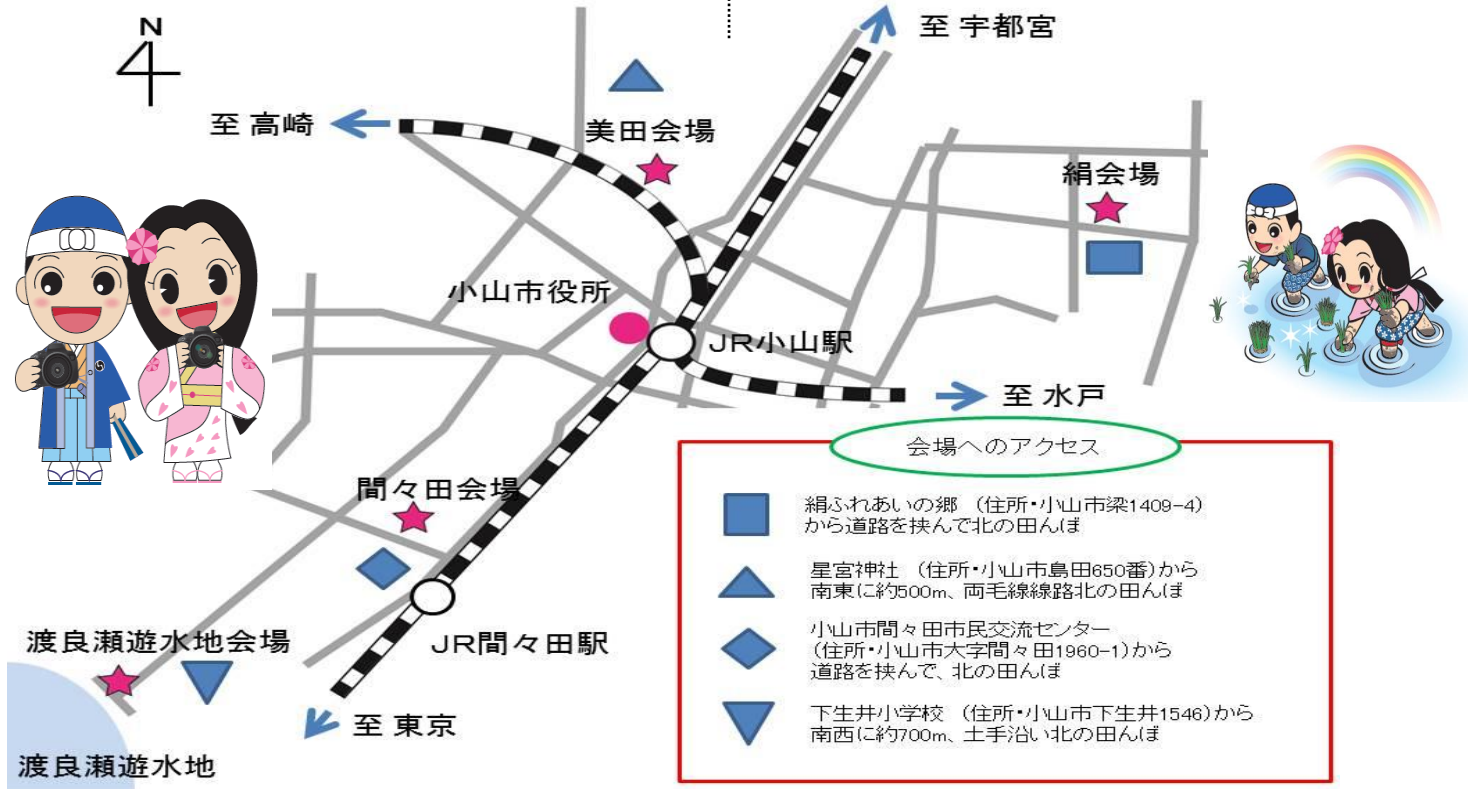 N
至 宇都宮
至 高崎
美田会場
絹会場
小山市役所
JR小山駅
至 水戸
間々田会場
JR間々田駅
渡良瀬遊水地会場
至 東京
渡良瀬遊水地
会場へのアクセス
絹ふれあいの郷 (住所・小山市梁1409-4)
から道路を挟んで北の田んぼ
星宮神社 (住所・小山市島田650番)から
南東に約500m、両毛線線路北の田んぼ
小山市間々田市民交流センター
(住所・小山市大字間々田1960-1)から
道路を挟んで、北の田んぼ
下生井小学校 (住所・小山市下生井1546)から
南西に約700m、土手沿い北の田んぼ